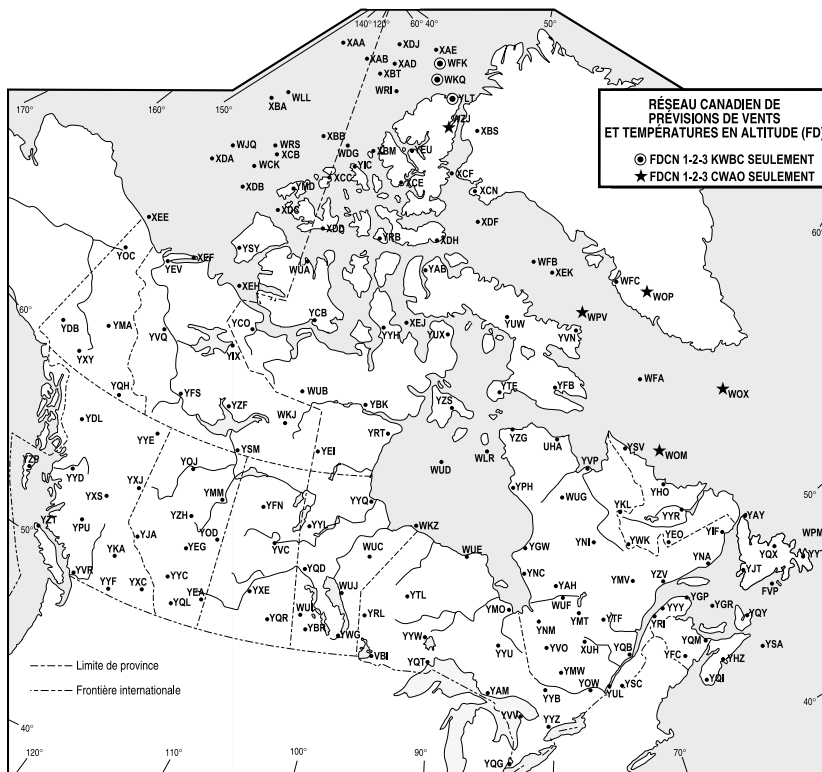 140° 120° 60° 40° 50°
XAA
XDJ
XAE
XAB
XAD
WFK
XBT
WKQ
170° 160° 150°
XBA
WLL
WRI
YLT
WZJ
XBS
RÉSEAU CANADIEN DE
PRÉVISIONS DE VENTS
ET TEMPÉRATURES EN ALTITUDE (FD)
FDCN 1-2-3 KWBC SEULEMENT
FDCN 1-2-3 CWAO SEULEMENT
XBB
WJQ
WRS
XCB
WDG
XBM
YEU
XDA
WCK
YIC
XCC
XCE
XCF
XDB
YMD
XCN
XDC
XEE
XDD
YRB
XDH
XDF
60°
YOC
YEV
XEF
YSY
WUA
YAB
WFB
XEK
WFC
WOP
XEH
60°
YDB
YMA
YVQ
YCO
YCB
YYH
XEJ
YUX
YUW
WPV
YVN
YXY
YIX
YQH
YFS
YZF
WUB
YBK
YZS
YTE
YFB
WFA
WOX
YDL
WKJ
YYE
YSM
YEI
YRT
YZG
UHA
YSV
WOM
WLR
WUD
YZP
YYD
YOJ
YVP
YXS
YXJ
YMM
YFN
YYQ
YPH
WUG
YHO
50°
YKL
50°
YZT
YPU
YZH
YYL
WKZ
YYR
YAY
YJA
YOD
YIF
WPM
YKA
YEG
YVC
WUC
WUE
YGW
YNI
YWK
YEO
YQX
YYT
YNA
YJT
YVR
YYF
YXC
YYC
YEA
YXE
YQD
WUJ
YNC
YAH
YMV
YZV
FVP
YQL
YTL
WUF
YGP
YGR
YQR
WUL
YBR
YRL
YMO
YNM
YMT
YTF
YRI
YYY
YQY
YWG
YYW
YYU
YVO
XUH
YQB
YQM
YSA
VBI
YQT
YMW
YFC
YHZ
YAM
YYB
YOW
YUL
YSC
YQI
40°
YVV
YYZ
Limite de province
Frontière internationale
40°
YQG
120° 110° 100° 90° 80° 70°